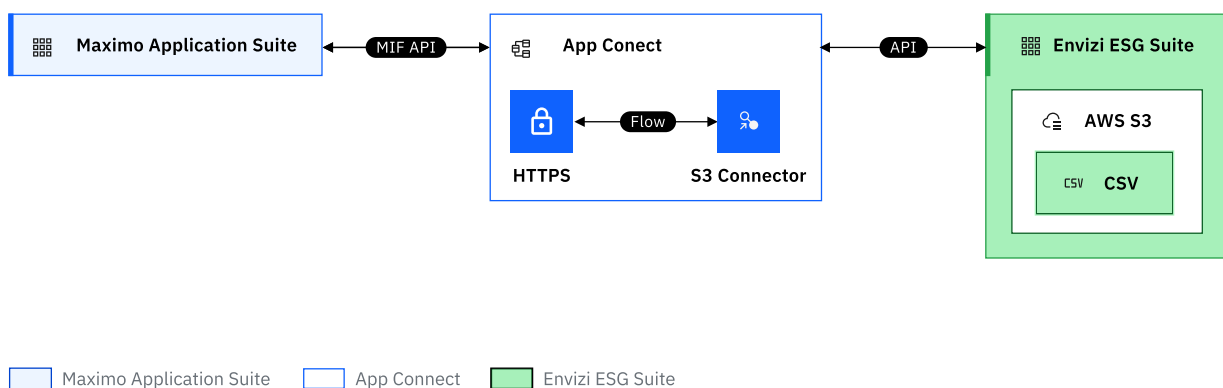 Maximo Application Suite
MIF API
App Conect
API
Envizi ESG Suite
Flow
AWS S3
HTTPS
S3 Connector
CSV
CSV
Maximo Application Suite
App Connect
Envizi ESG Suite